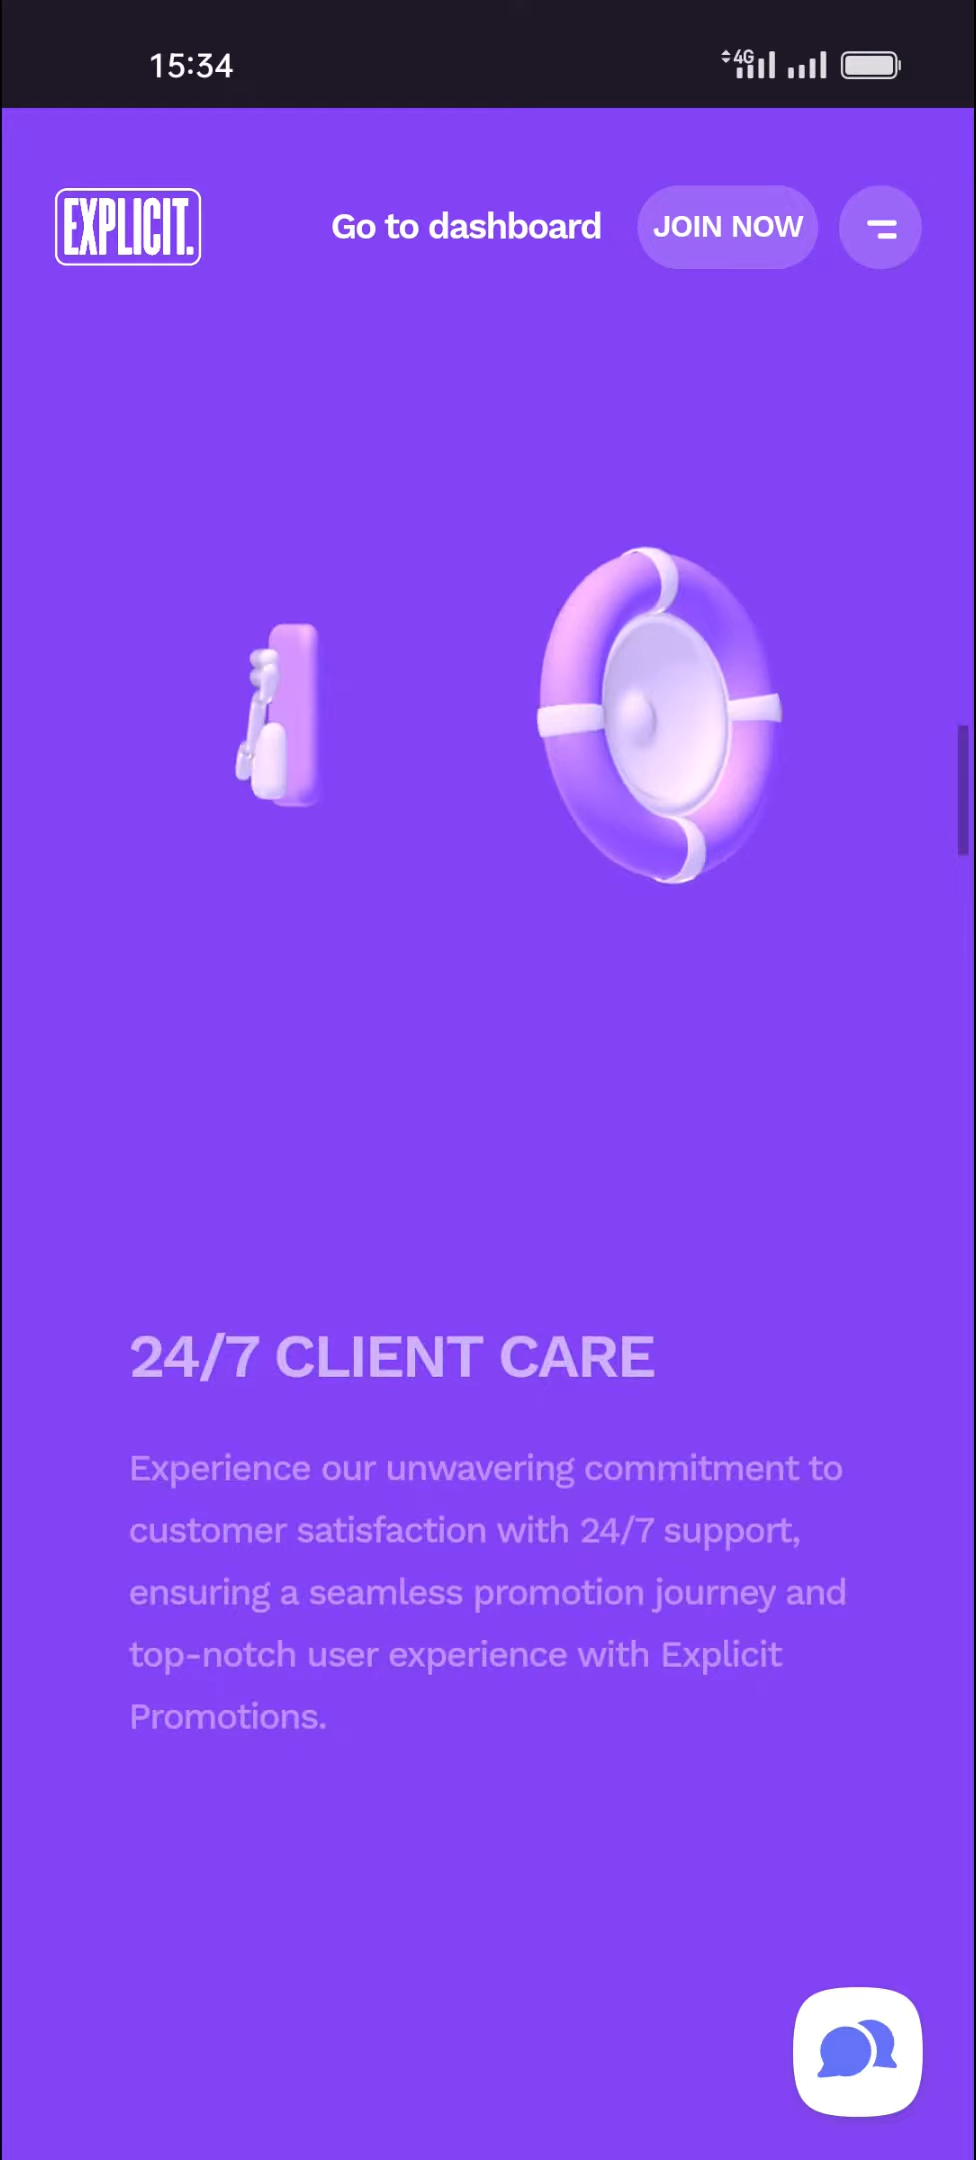 15:34
4G
EXPLICIT.
Go to dashboard
JOIN NOW
24/7 CLIENT CARE
Experience our unwavering commitment to
customer satisfaction with 24/7 support,
ensuring a seamless promotion journey and
top-notch user experience with Explicit
Promotions.